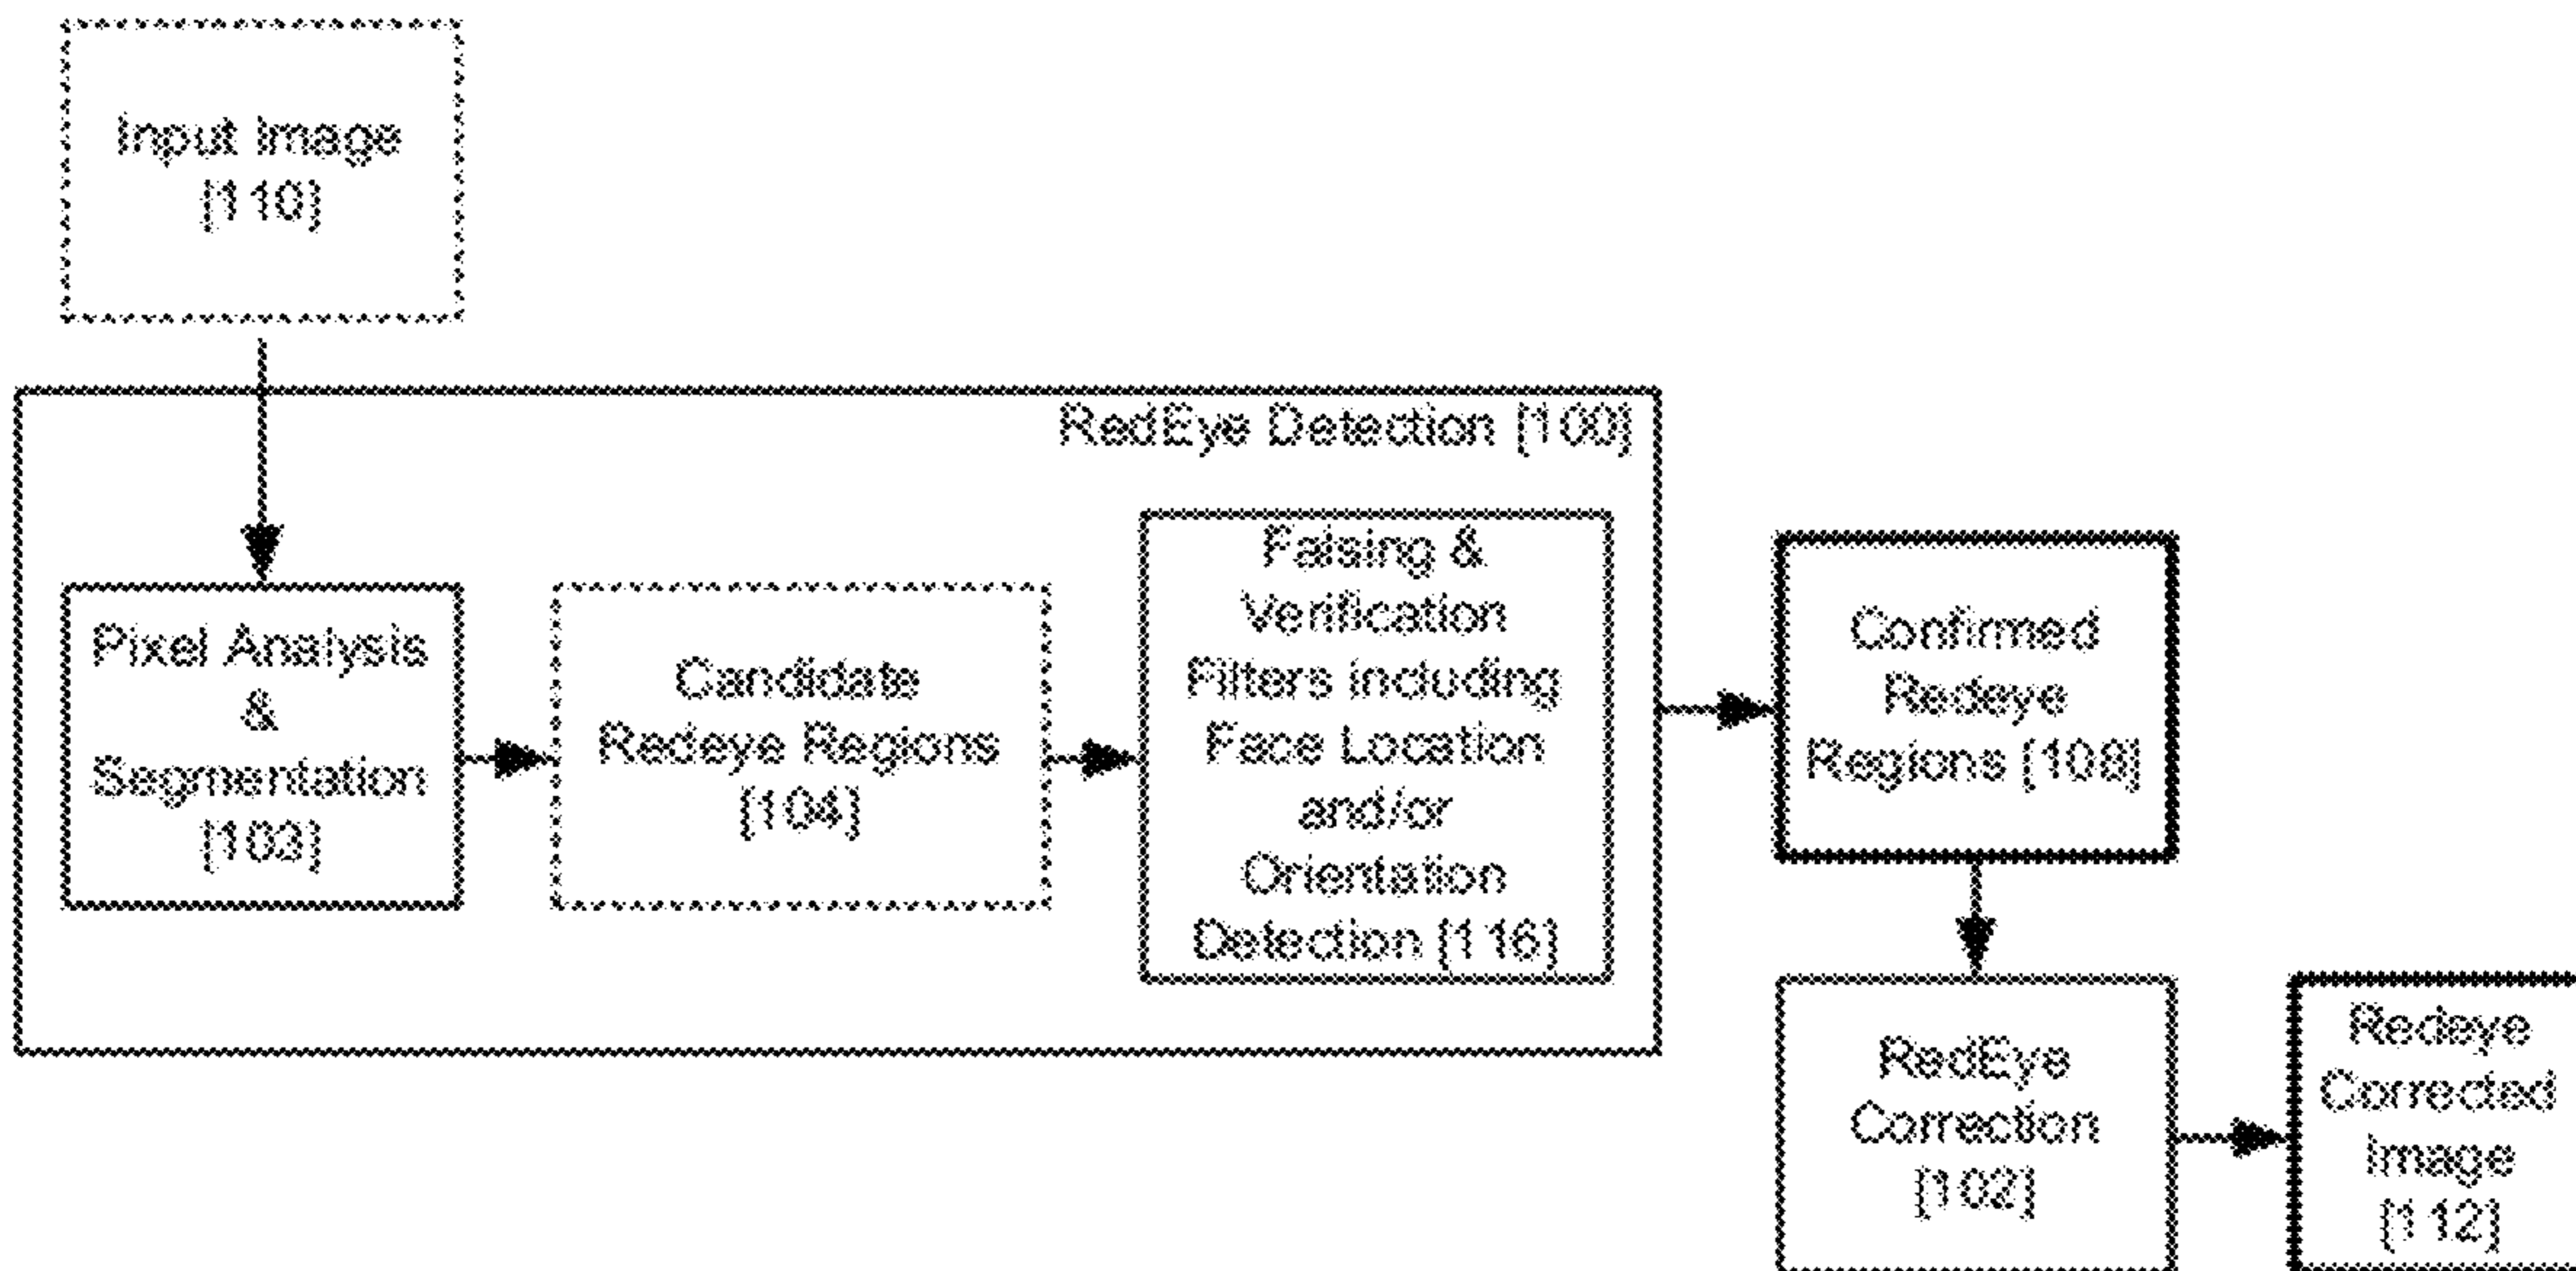 Input Image
[110]
RedEye Detection [100]
Pixel Analysis
&
Segmentation
[103]
Candidate
Redeye Regions
[104]
Falsing &
Verification
Filters including
Face Location
and/or
Orientation
Detection [116]
Confirmed
Redeye
Regions [108]
RedEye
Correction
[102]
Redeye
Corrected
Image
[112]